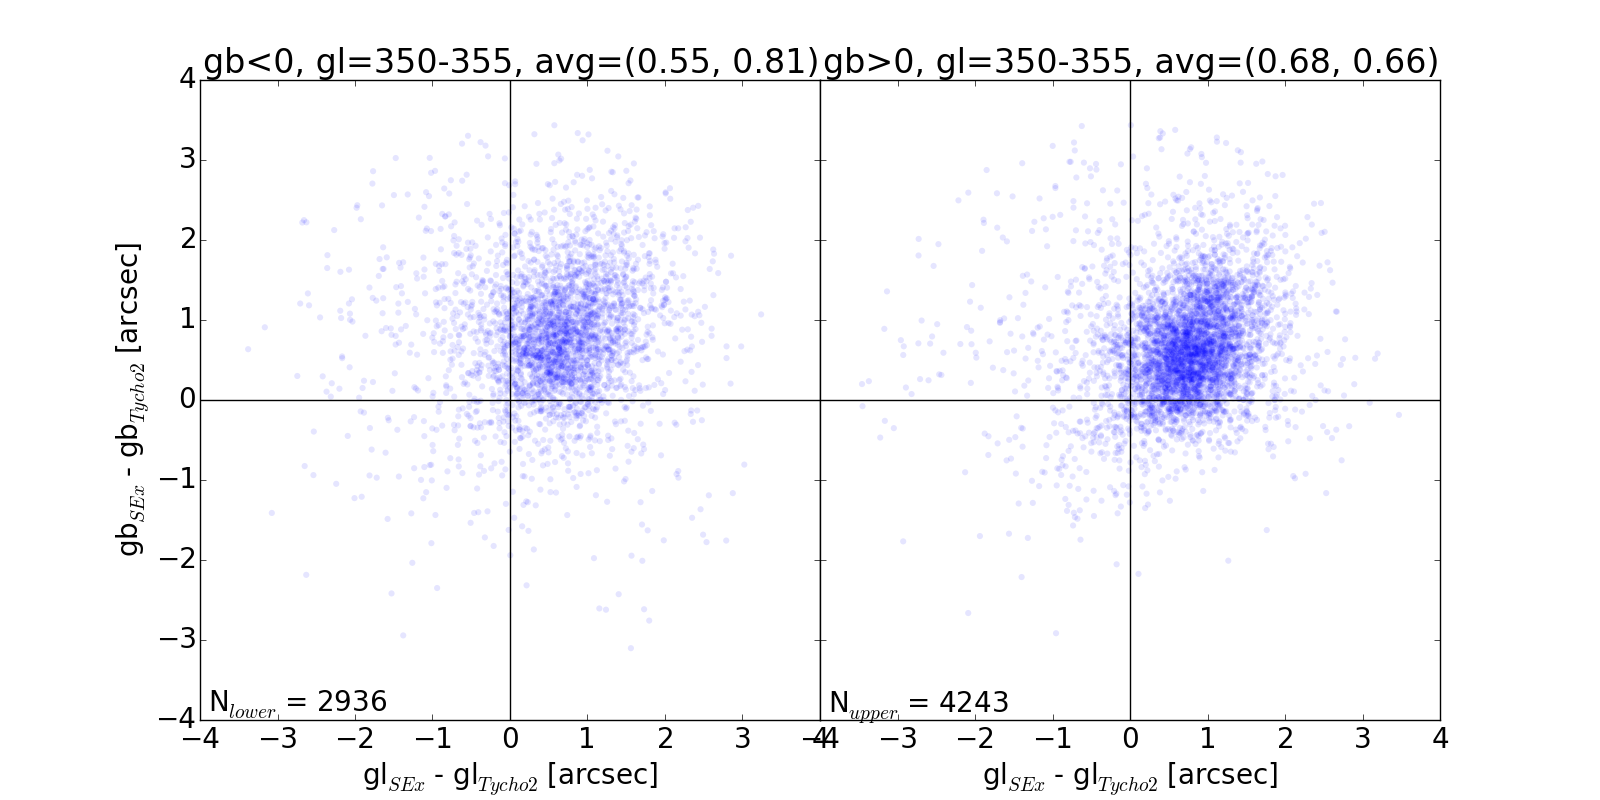 gb<0, gl=350-355, avg=(0.55, 0.81)
gb>0, gl=350-355, avg=(0.68, 0.66)
4
3
2
1
0
−1
−2
−3
−4
gb_SEx - gb_Tycho2 [arcsec]
N_lower = 2936
N_upper = 4243
−4 −3 −2 −1 0 1 2 3 4
−4 −3 −2 −1 0 1 2 3 4
gl_SEx - gl_Tycho2 [arcsec]
gl_SEx - gl_Tycho2 [arcsec]